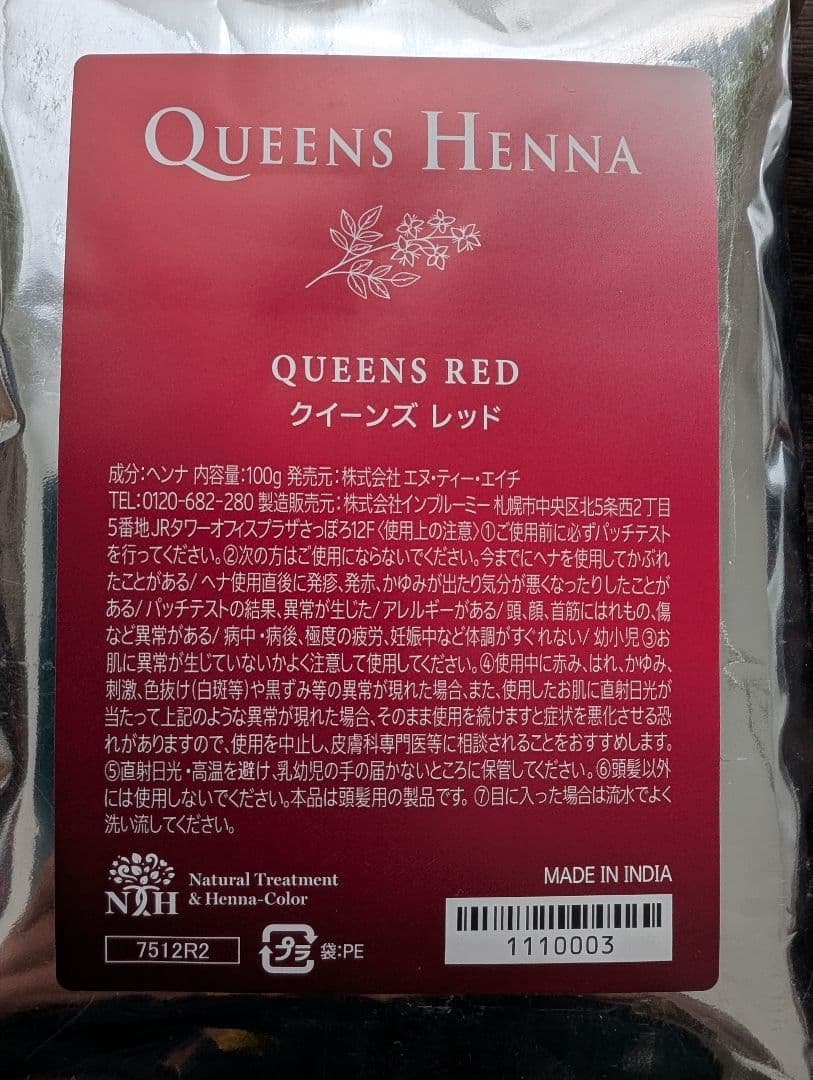 QUEENS HENNA
QUEENS RED
クイーンズ レッド
成分:ヘンナ 内容量:100g 発売元:株式会社 エヌ・ティー・エイチ
TEL:0120-682-280 製造販売元:株式会社インブルーミー 札幌市中央区北5条西2丁目
5番地 JRタワーオフィスプラザさっぽろ12F〈使用上の注意〉①ご使用前に必ずパッチテスト
を行ってください。②次の方はご使用にならないでください。今までにヘナを使用してかぶれ
たことがある/ ヘナ使用直後に発疹、発赤、かゆみが出たり気分が悪くなったりしたことが
ある/ パッチテストの結果、異常が生じた/ アレルギーがある/ 頭、顔、首筋にはれもの、傷
など異常がある/ 病中・病後、極度の疲労、妊娠中など体調がすぐれない/ 幼小児 ③お
肌に異常が生じていないかよく注意して使用してください。④使用中に赤み、はれ、かゆみ、
刺激、色抜け(白斑等)や黒ずみ等の異常が現れた場合、また、使用したお肌に直射日光が
当たって上記のような異常が現れた場合、そのまま使用を続けますと症状を悪化させる恐
れがありますので、使用を中止し、皮膚科専門医等に相談されることをおすすめします。
⑤直射日光・高温を避け、乳幼児の手の届かないところに保管してください。⑥頭髪以外
には使用しないでください。本品は頭髪用の製品です。⑦目に入った場合は流水でよく
洗い流してください。
NTH
Natural Treatment
& Henna-Color
MADE IN INDIA
7512R2
プラ 袋:PE
1110003